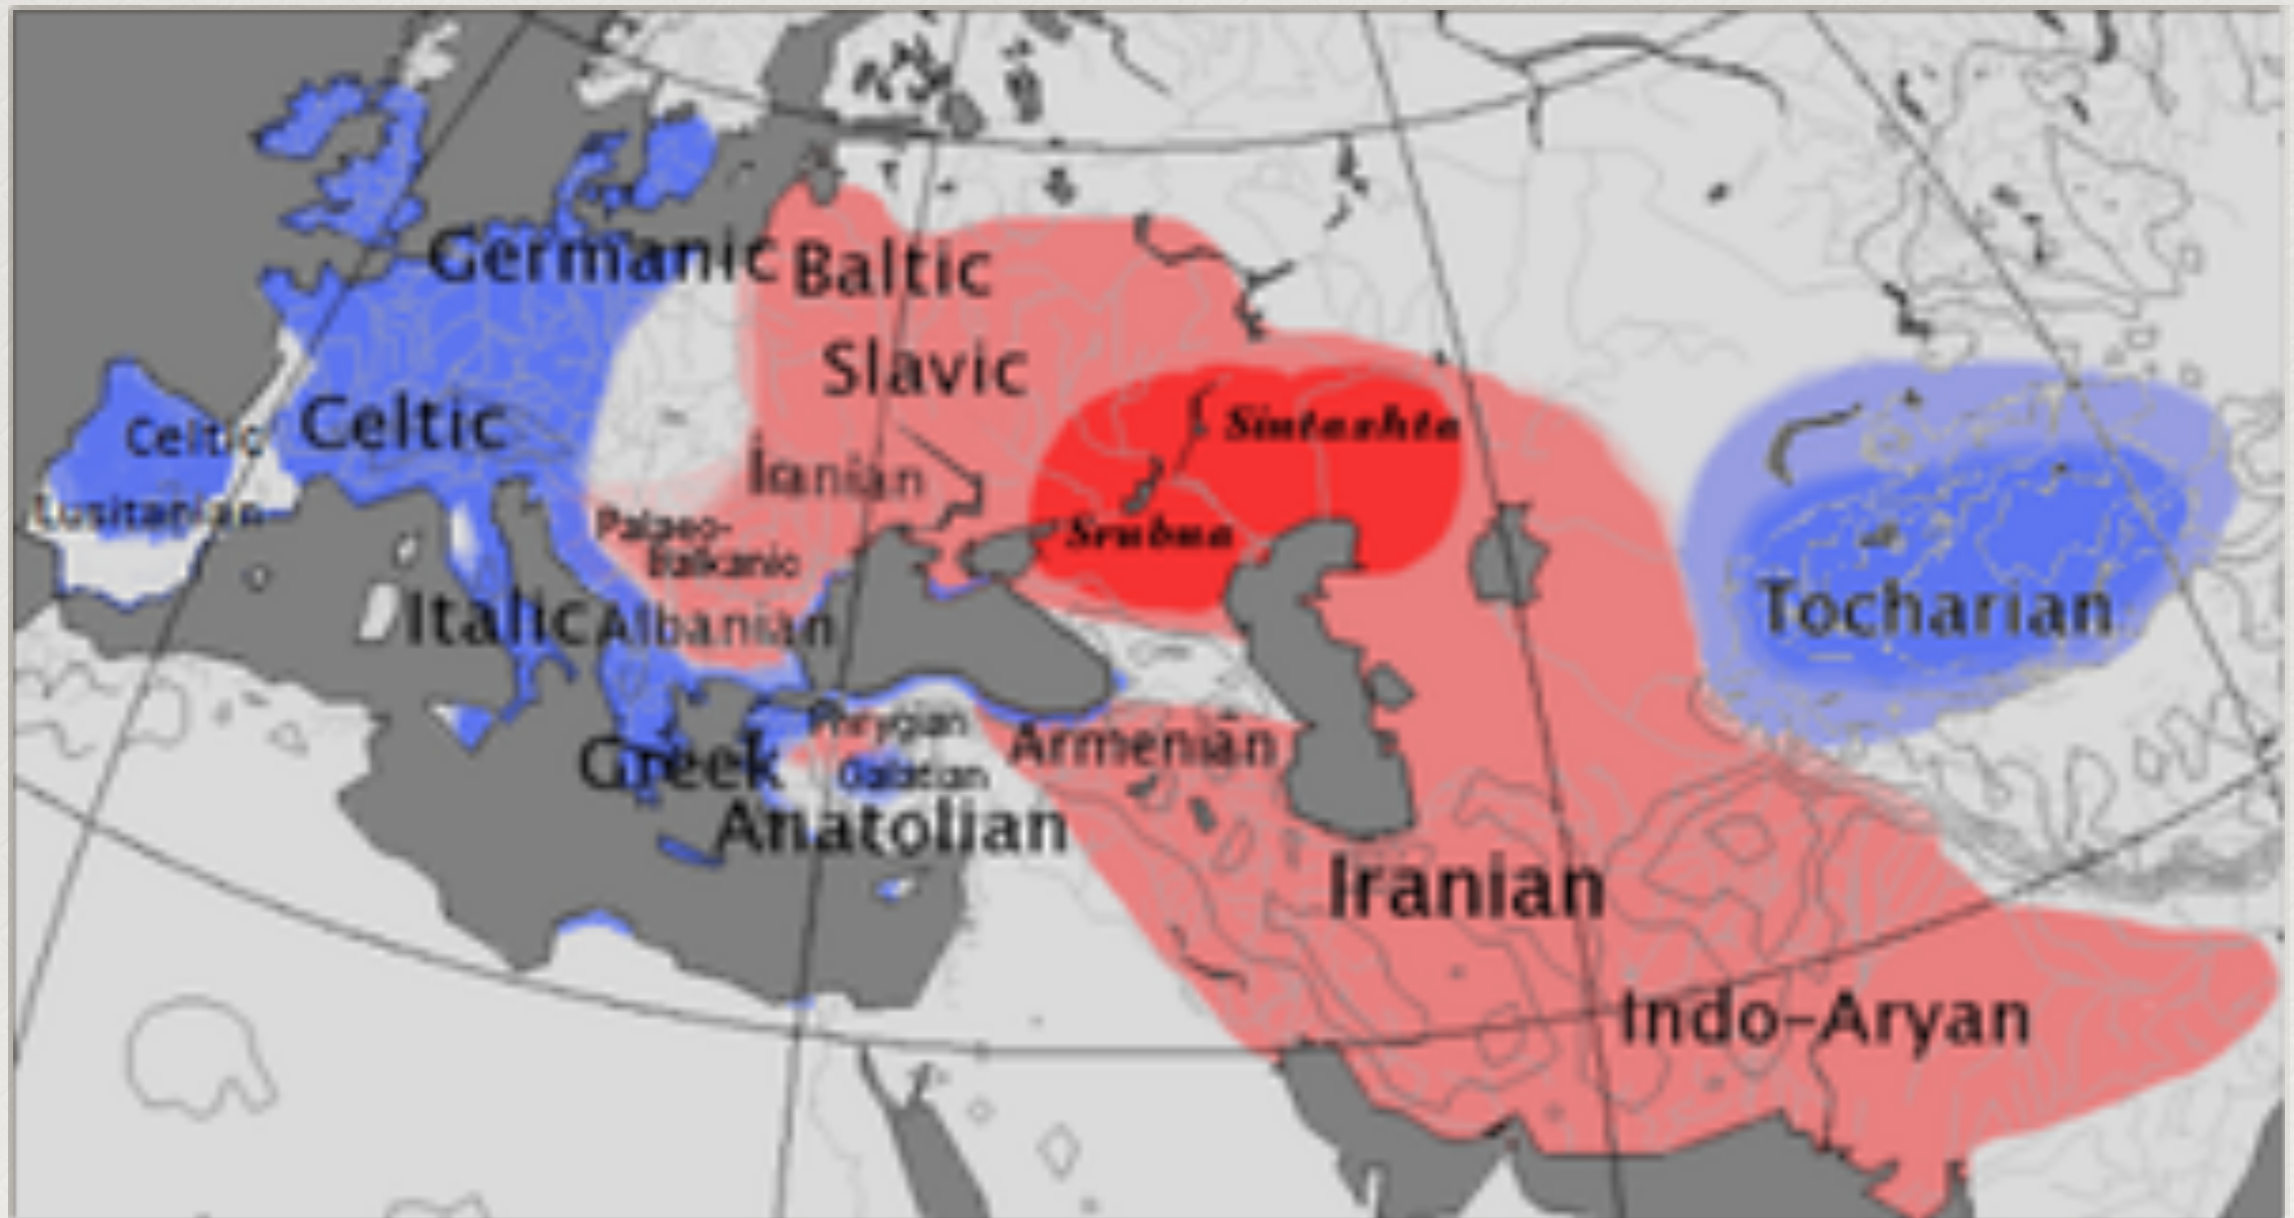 Germanic
Baltic
Slavic
Sintashta
Celtic
Celtic
Iranian
Lusitanian
Palaeo-
Balkanic
Srubna
Tocharian
Italic
Albanian
Phrygian
Armenian
Greek
Galatian
Anatolian
Iranian
Indo-Aryan